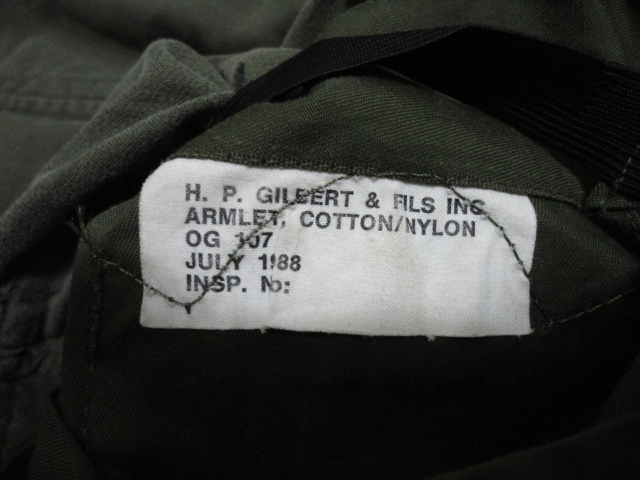 H. P. GILBERT & FILS INC
ARMLET, COTTON/NYLON
OG 107
JULY 1988
INSP. No: